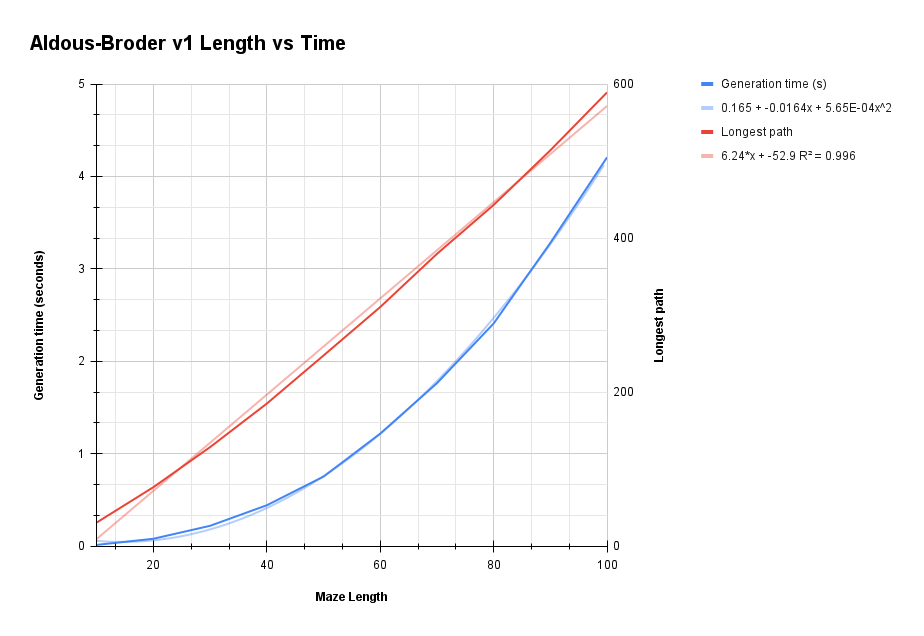 Aldous-Broder v1 Length vs Time
Generation time (s)
0.165 + -0.0164x + 5.65E-04x^2
Longest path
6.24*x + -52.9 R² = 0.996
5
4
3
2
1
0
600
400
200
0
20
40
60
80
100
Generation time (seconds)
Longest path
Maze Length